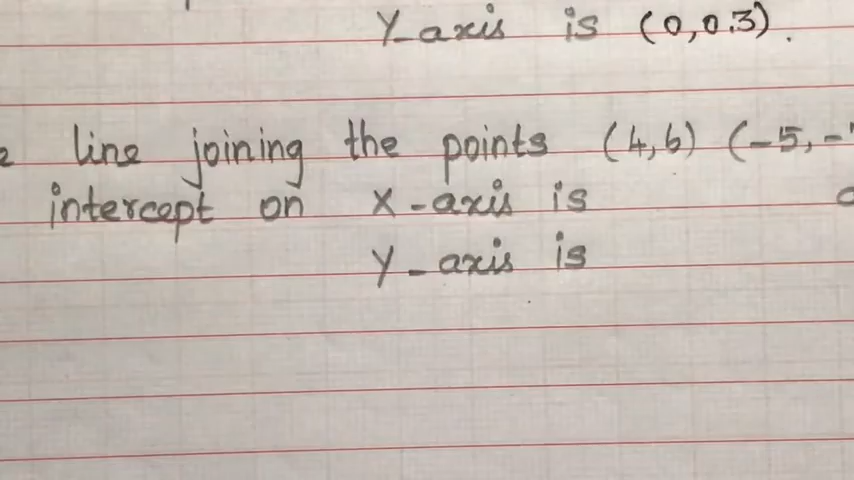 Y-axis is (0,0.3).
line joining the points (4,6) (-5,-
intercept on X-axis is
Y-axis is